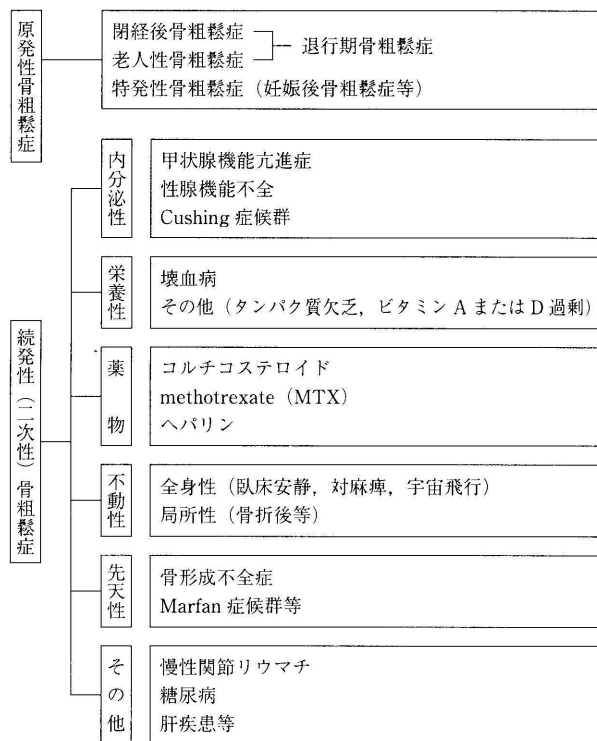 原発性骨粗鬆症
閉経後骨粗鬆症
老人性骨粗鬆症
退行期骨粗鬆症
特発性骨粗鬆症（妊娠後骨粗鬆症等）
続発性（二次性）骨粗鬆症
内分泌性
甲状腺機能亢進症
性腺機能不全
Cushing 症候群
栄養性
壊血病
その他（タンパク質欠乏，ビタミン A または D 過剰）
薬物
コルチコステロイド
methotrexate（MTX）
ヘパリン
不動性
全身性（臥床安静，対麻痺，宇宙飛行）
局所性（骨折後等）
先天性
骨形成不全症
Marfan 症候群等
その他
慢性関節リウマチ
糖尿病
肝疾患等